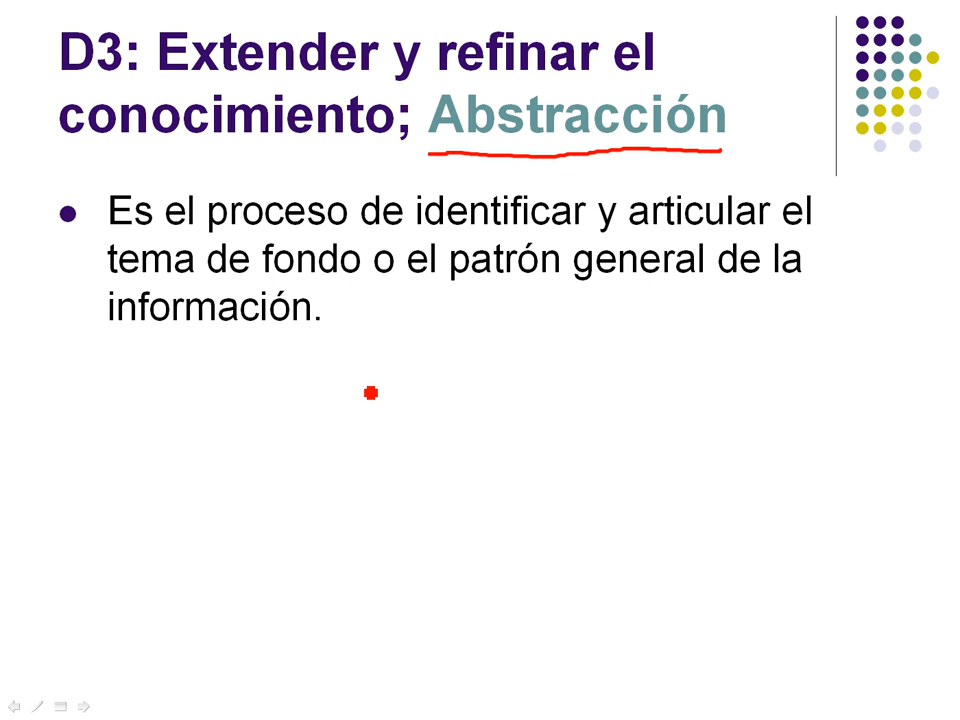 D3: Extender y refinar el
conocimiento; Abstracción
Es el proceso de identificar y articular el
tema de fondo o el patrón general de la
información.